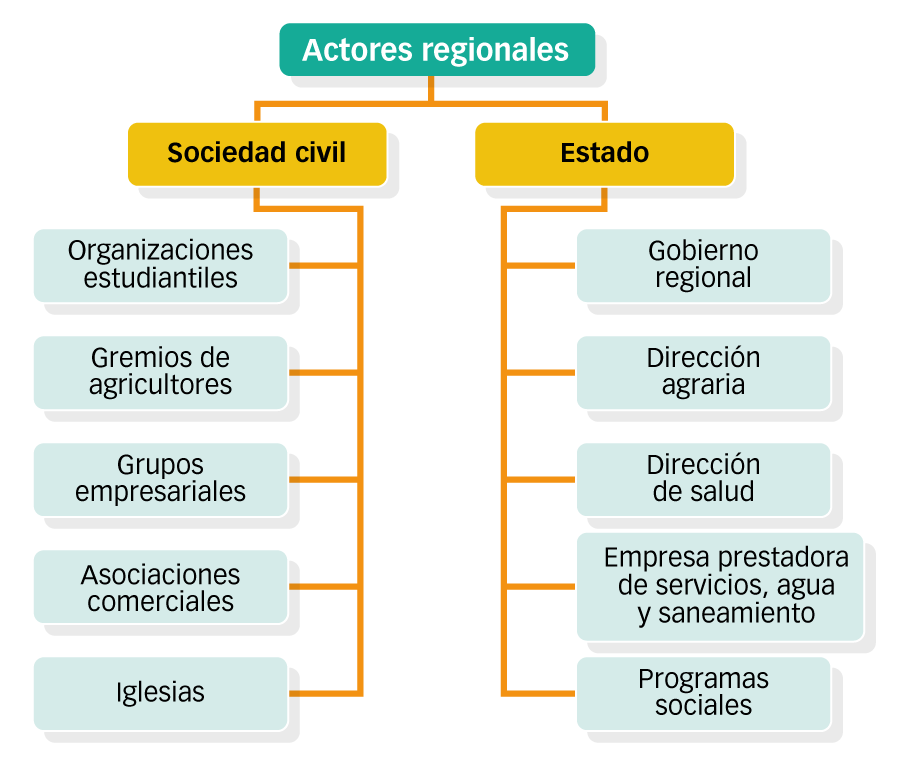 Actores regionales
Sociedad civil
Organizaciones
estudiantiles
Gremios de
agricultores
Grupos
empresariales
Asociaciones
comerciales
Iglesias
Estado
Gobierno
regional
Dirección
agraria
Dirección
de salud
Empresa prestadora
de servicios, agua
y saneamiento
Programas
sociales